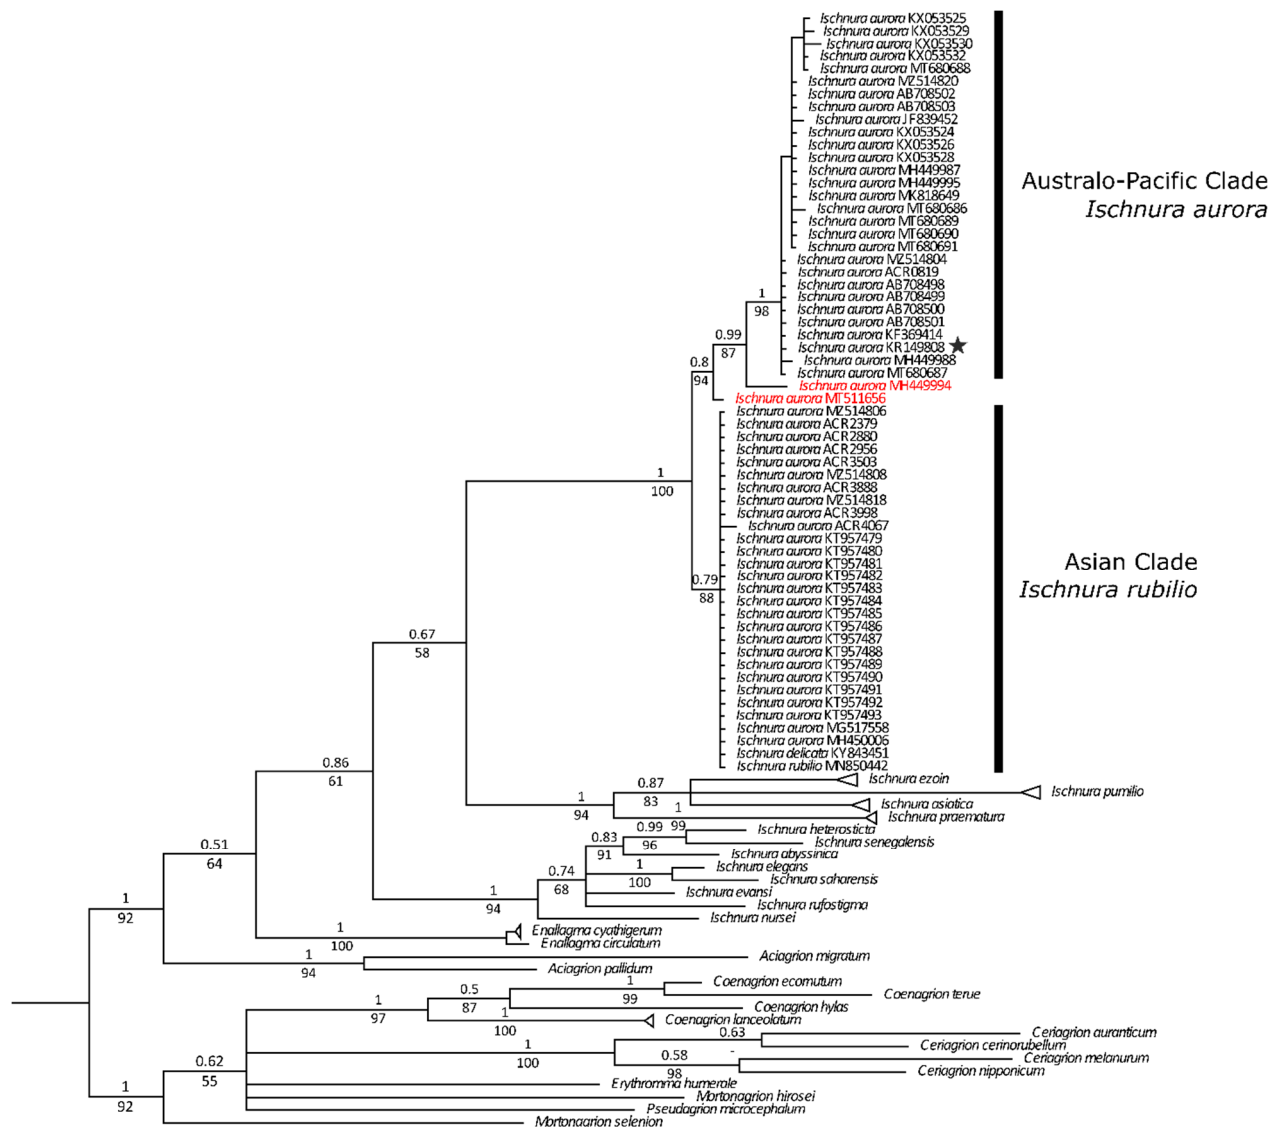 Ischnura aurora KX053525
Ischnura aurora KX053529
Ischnura aurora KX053530
Ischnura aurora KX053532
Ischnura aurora MT680688
Ischnura aurora MZ514820
Ischnura aurora AB708502
Ischnura aurora AB708503
Ischnura aurora JF839452
Ischnura aurora KX053524
Ischnura aurora KX053526
Ischnura aurora KX053528
Ischnura aurora MH449987
Ischnura aurora MH449995
Ischnura aurora MK818649
Ischnura aurora MT680686
Ischnura aurora MT680689
Ischnura aurora MT680690
Ischnura aurora MT680691
Ischnura aurora MZ514804
Ischnura aurora ACR0819
Ischnura aurora AB708498
Ischnura aurora AB708499
Ischnura aurora AB708500
Ischnura aurora AB708501
Ischnura aurora KF369414
Ischnura aurora KR149808
Ischnura aurora MH449988
Ischnura aurora MT680687
Ischnura aurora MH449994
Ischnura aurora MT511656
Ischnura aurora MZ514806
Ischnura aurora ACR2379
Ischnura aurora ACR2880
Ischnura aurora ACR2956
Ischnura aurora ACR3503
Ischnura aurora MZ514808
Ischnura aurora ACR3888
Ischnura aurora MZ514818
Ischnura aurora ACR3998
Ischnura aurora ACR4067
Ischnura aurora KT957479
Ischnura aurora KT957480
Ischnura aurora KT957481
Ischnura aurora KT957482
Ischnura aurora KT957483
Ischnura aurora KT957484
Ischnura aurora KT957485
Ischnura aurora KT957486
Ischnura aurora KT957487
Ischnura aurora KT957488
Ischnura aurora KT957489
Ischnura aurora KT957490
Ischnura aurora KT957491
Ischnura aurora KT957492
Ischnura aurora KT957493
Ischnura aurora MG517558
Ischnura aurora MH450006
Ischnura delicata KY843451
Ischnura rubilio MN850442
Ischnura ezoin
Ischnura pumilio
Ischnura asiatica
Ischnura praematura
Ischnura heterosticta
Ischnura senegalensis
Ischnura abyssinica
Ischnura elegans
Ischnura saharensis
Ischnura evansi
Ischnura rufostigma
Ischnura nursei
Enallagma cyathigerum
Enallagma circulatum
Aciagrion migratum
Aciagrion pallidum
Coenagrion ecornutum
Coenagrion terue
Coenagrion hylas
Coenagrion lanceolatum
Ceriagrion auranticum
Ceriagrion cerinorubellum
Ceriagrion melanurum
Ceriagrion nipponicum
Erythromma humerale
Mortonagrion hirosei
Pseudagrion microcephalum
Mortonagrion selenion
Australo-Pacific Clade
Ischnura aurora
Asian Clade
Ischnura rubilio
1
98
0.99
87
0.8
94
1
100
0.79
88
0.67
58
0.86
61
0.87
83
1
99
1
94
0.99
96
0.83
91
1
100
0.74
68
1
94
0.51
64
1
100
1
92
1
94
1
99
0.5
87
1
97
1
100
0.63
-
1
100
0.58
98
0.62
55
1
92